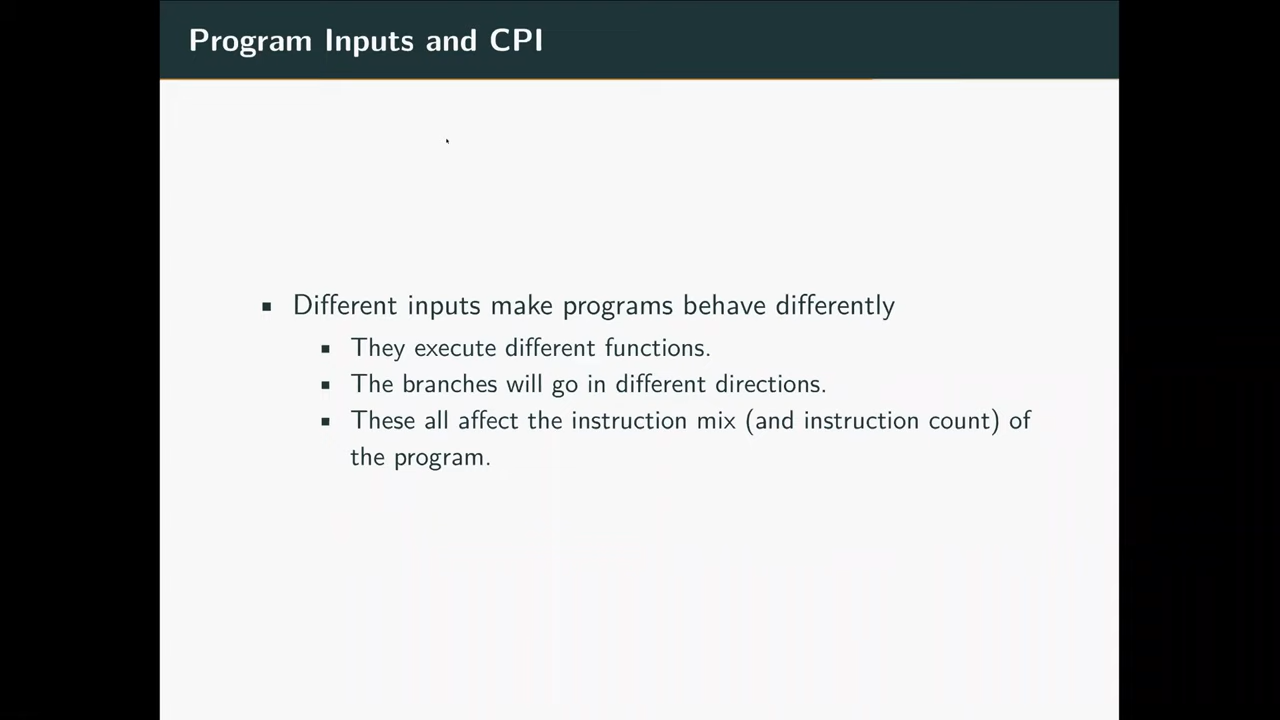 Program Inputs and CPI
▪ Different inputs make programs behave differently
▪ They execute different functions.
▪ The branches will go in different directions.
▪ These all affect the instruction mix (and instruction count) of
the program.